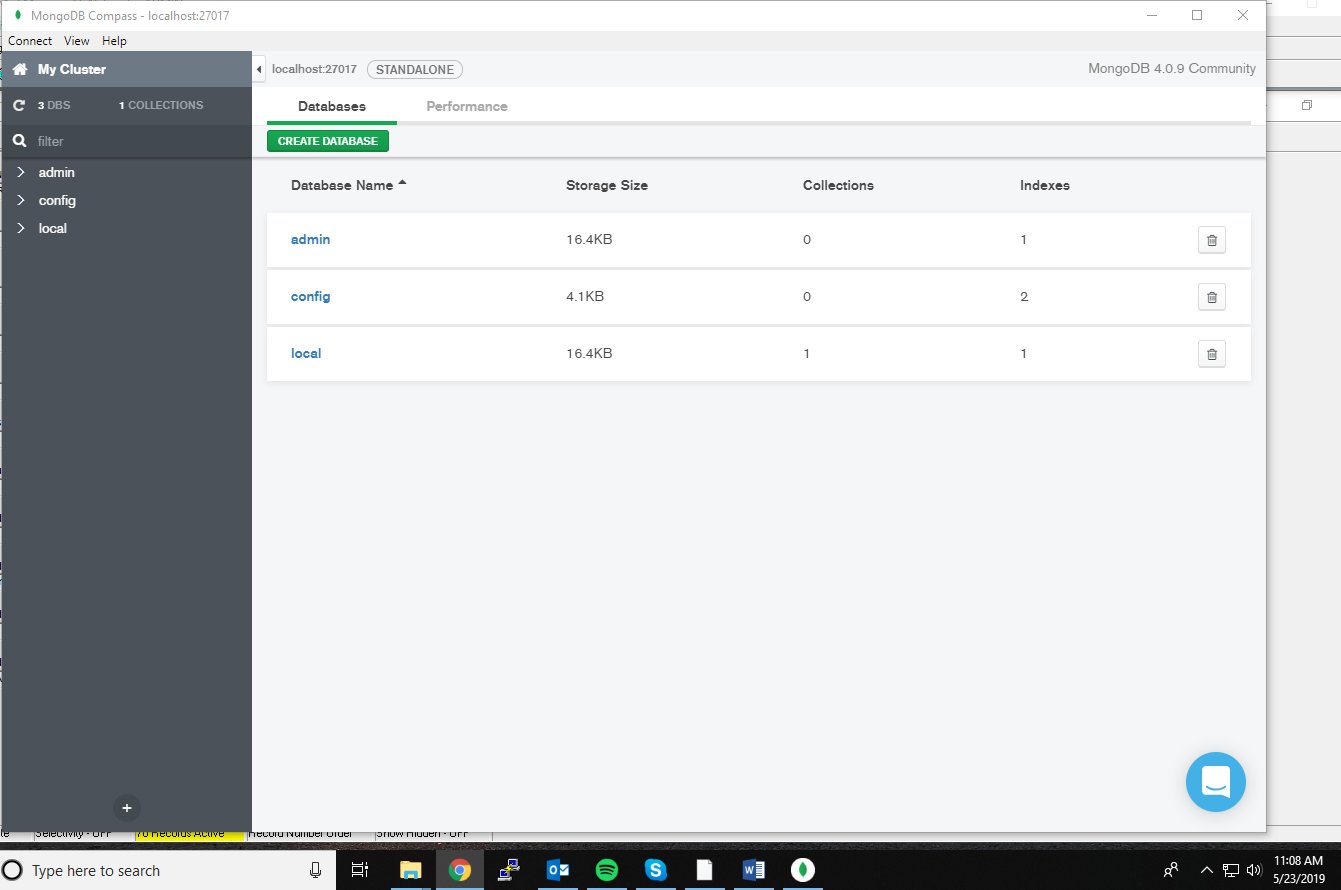 MongoDB Compass - localhost:27017
Connect View Help
My Cluster
localhost:27017 STANDALONE MongoDB 4.0.9 Community
3 DBS 1 COLLECTIONS
Databases Performance
filter
CREATE DATABASE
admin
config
local
Database Name Storage Size Collections Indexes
admin 16.4KB 0 1
config 4.1KB 0 2
local 16.4KB 1 1
+
Selectivity - OFF 70 Records Active Record Number Order Show Hidden - OFF
Type here to search
11:08 AM
5/23/2019